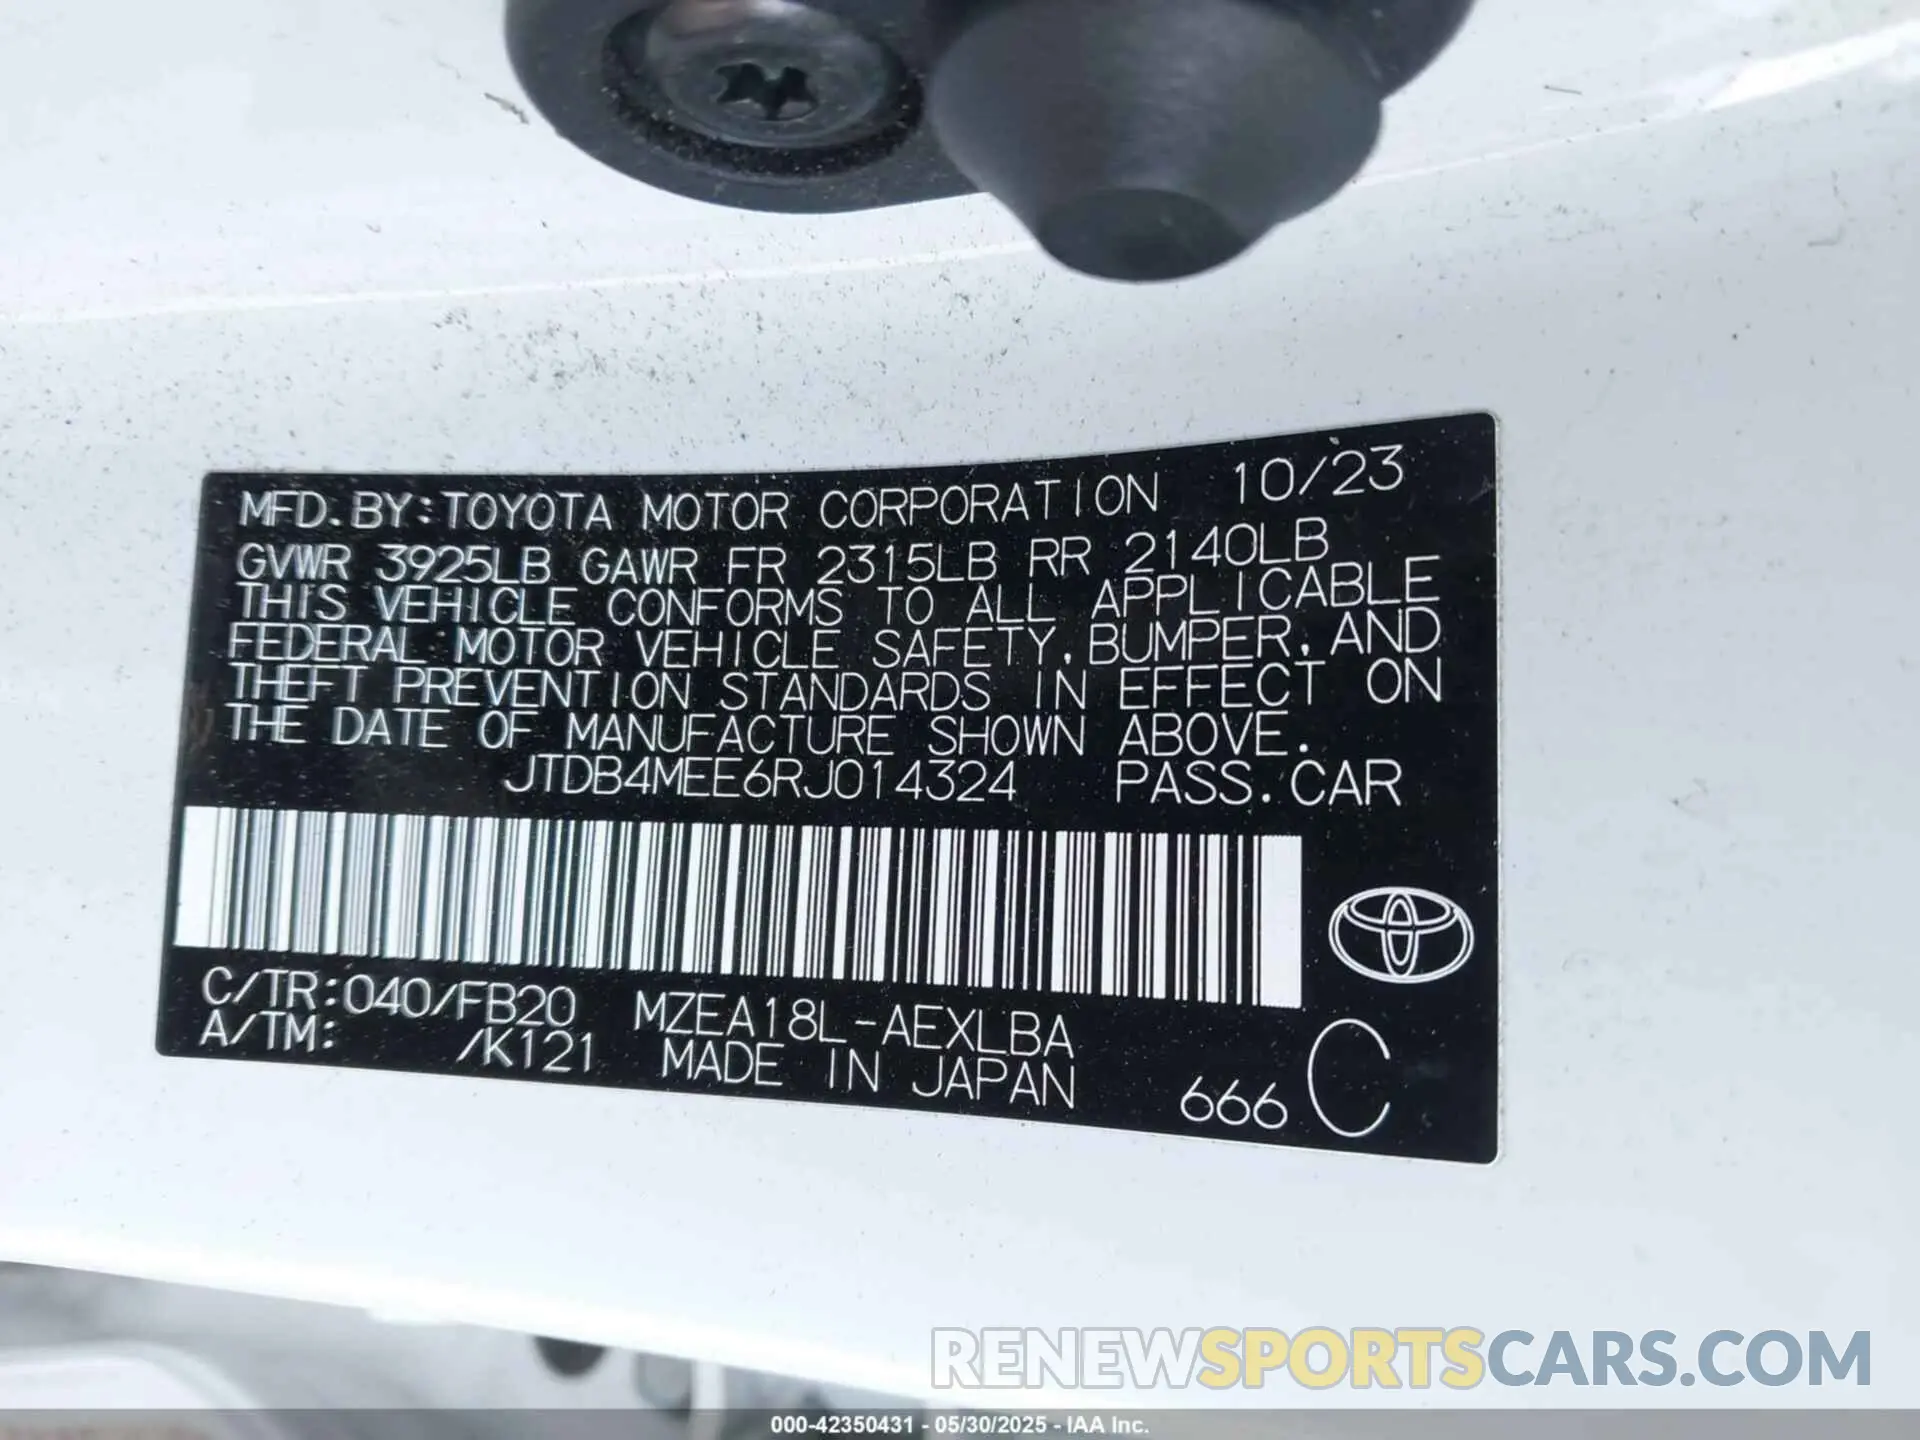 MFD. BY: TOYOTA MOTOR CORPORATION 10/23
GVWR 3925LB GAWR FR 2315LB RR 2140LB
THIS VEHICLE CONFORMS TO ALL APPLICABLE
FEDERAL MOTOR VEHICLE SAFETY, BUMPER, AND
THEFT PREVENTION STANDARDS IN EFFECT ON
THE DATE OF MANUFACTURE SHOWN ABOVE.
JTDB4MEE6RJ014324 PASS. CAR
C/TR: 040/FB20 MZEA18L-AEXLBA
A/TM: /K121 MADE IN JAPAN 666 C
RENEWSPORTSCARS.COM
000-42350431 - 05/30/2025 - IAA Inc.